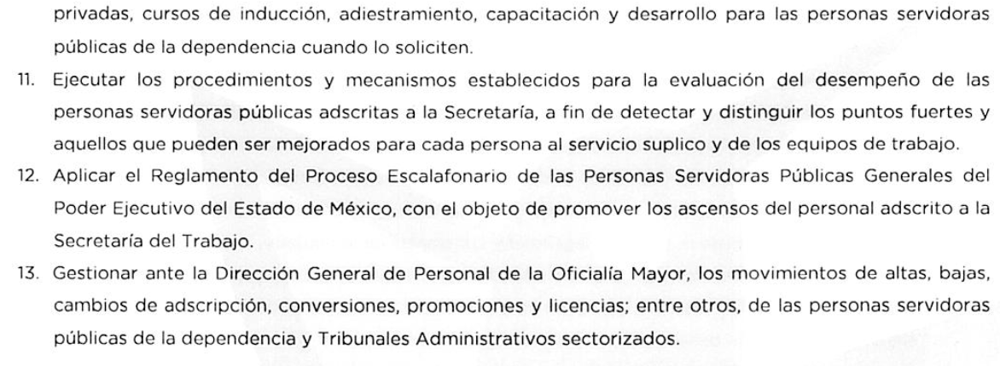 privadas, cursos de inducción, adiestramiento, capacitación y desarrollo para las personas servidoras
públicas de la dependencia cuando lo soliciten.
11. Ejecutar los procedimientos y mecanismos establecidos para la evaluación del desempeño de las
personas servidoras públicas adscritas a la Secretaría, a fin de detectar y distinguir los puntos fuertes y
aquellos que pueden ser mejorados para cada persona al servicio suplico y de los equipos de trabajo.
12. Aplicar el Reglamento del Proceso Escalafonario de las Personas Servidoras Públicas Generales del
Poder Ejecutivo del Estado de México, con el objeto de promover los ascensos del personal adscrito a la
Secretaría del Trabajo.
13. Gestionar ante la Dirección General de Personal de la Oficialía Mayor, los movimientos de altas, bajas,
cambios de adscripción, conversiones, promociones y licencias; entre otros, de las personas servidoras
públicas de la dependencia y Tribunales Administrativos sectorizados.